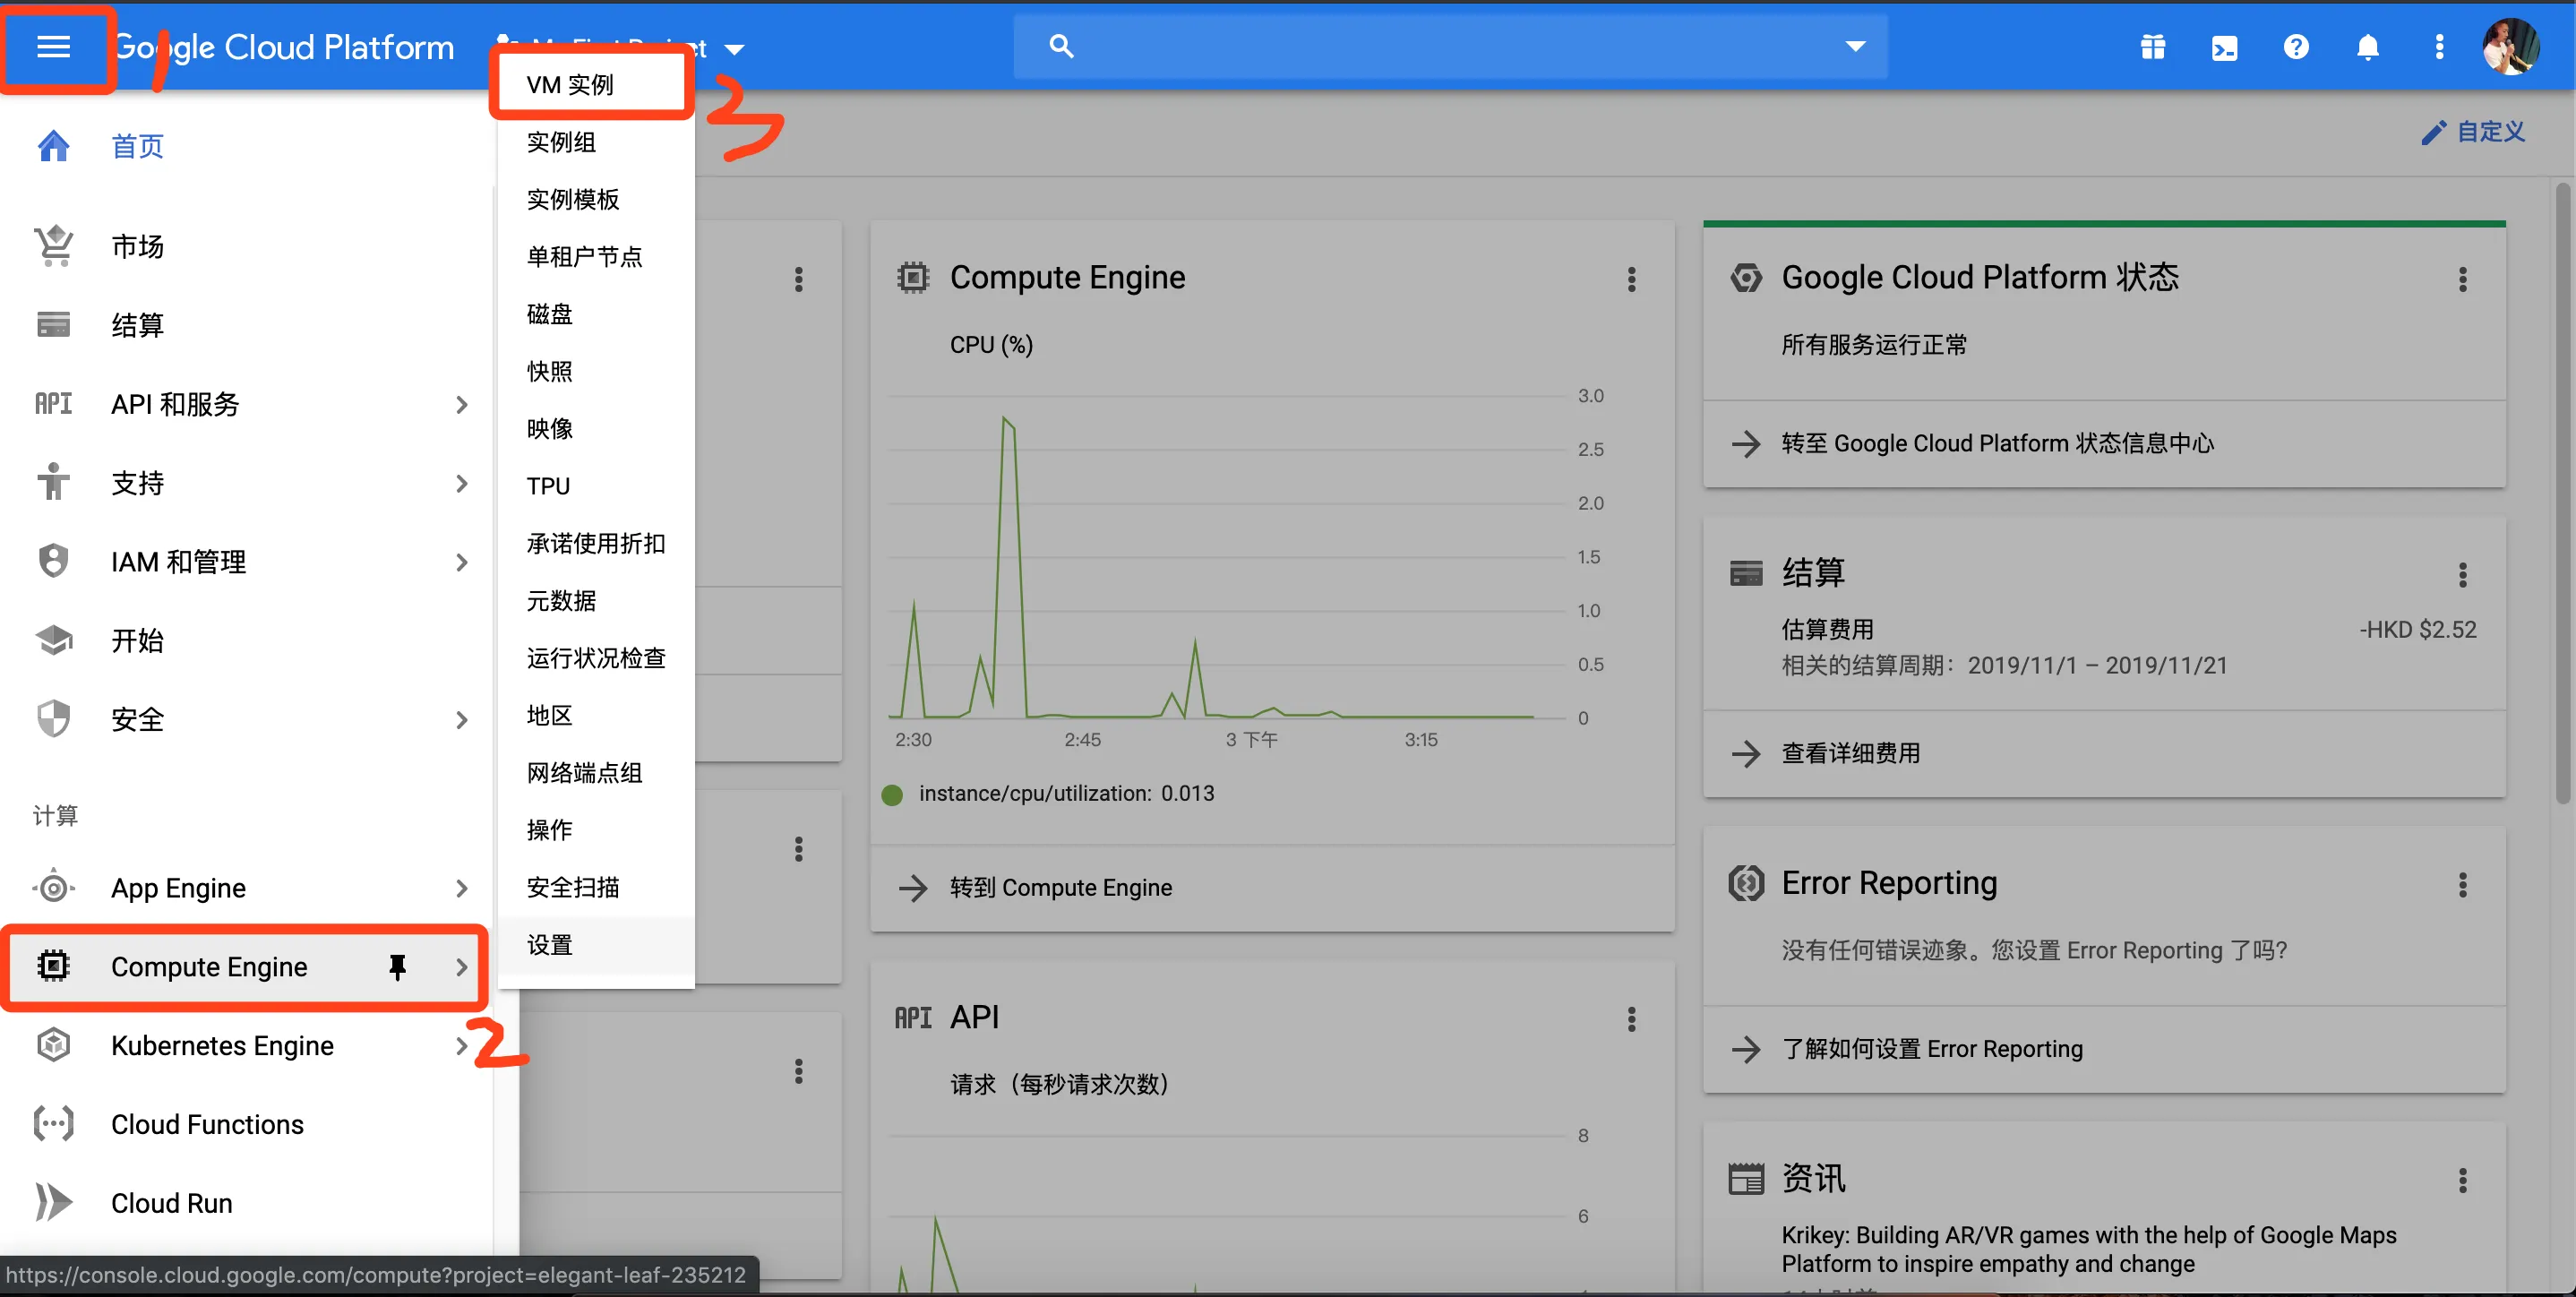 Google Cloud Platform
1
VM 实例
3
实例组
实例模板
单租户节点
磁盘
快照
映像
TPU
承诺使用折扣
元数据
运行状况检查
地区
网络端点组
操作
安全扫描
设置
首页
市场
结算
API API 和服务
支持
IAM 和管理
开始
安全
计算
App Engine
Compute Engine
2
Kubernetes Engine
Cloud Functions
Cloud Run
https://console.cloud.google.com/compute?project=elegant-leaf-235212
自定义
Compute Engine
CPU (%)
3.0
2.5
2.0
1.5
1.0
0.5
0
2:30 2:45 3 下午 3:15
instance/cpu/utilization: 0.013
转到 Compute Engine
API API
请求（每秒请求次数）
8
6
Google Cloud Platform 状态
所有服务运行正常
转至 Google Cloud Platform 状态信息中心
结算
估算费用 -HKD $2.52
相关的结算周期： 2019/11/1 – 2019/11/21
查看详细费用
Error Reporting
没有任何错误迹象。您设置 Error Reporting 了吗？
了解如何设置 Error Reporting
资讯
Krikey: Building AR/VR games with the help of Google Maps
Platform to inspire empathy and change